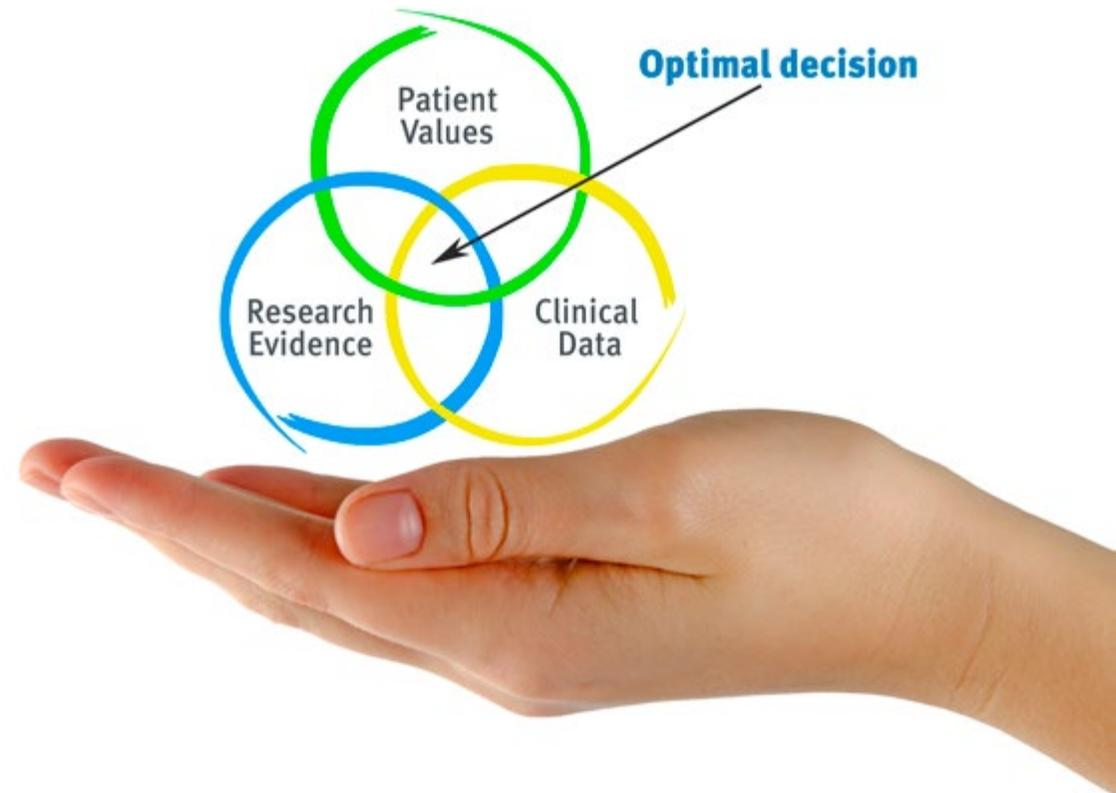 Optimal decision
Patient
Values
Research
Evidence
Clinical
Data